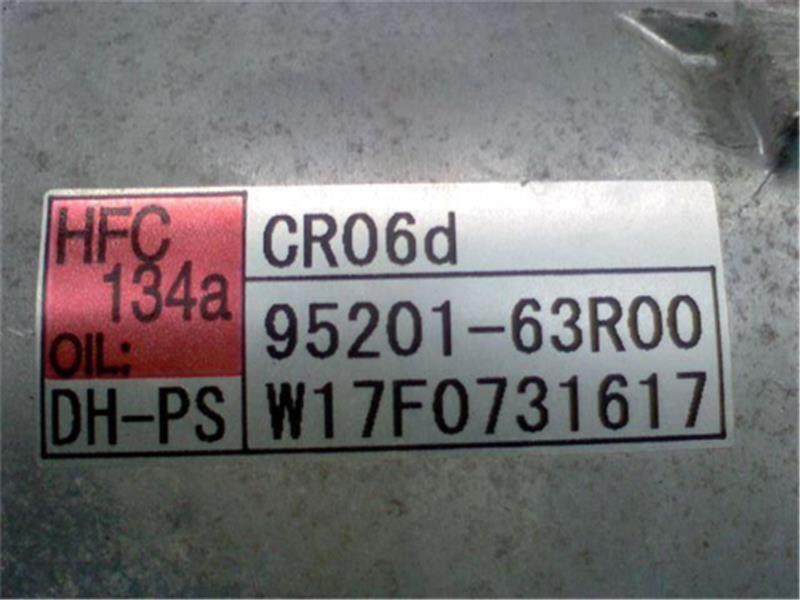 HFC
134a
OIL:
DH-PS
CR06d
95201-63R00
W17F0731617